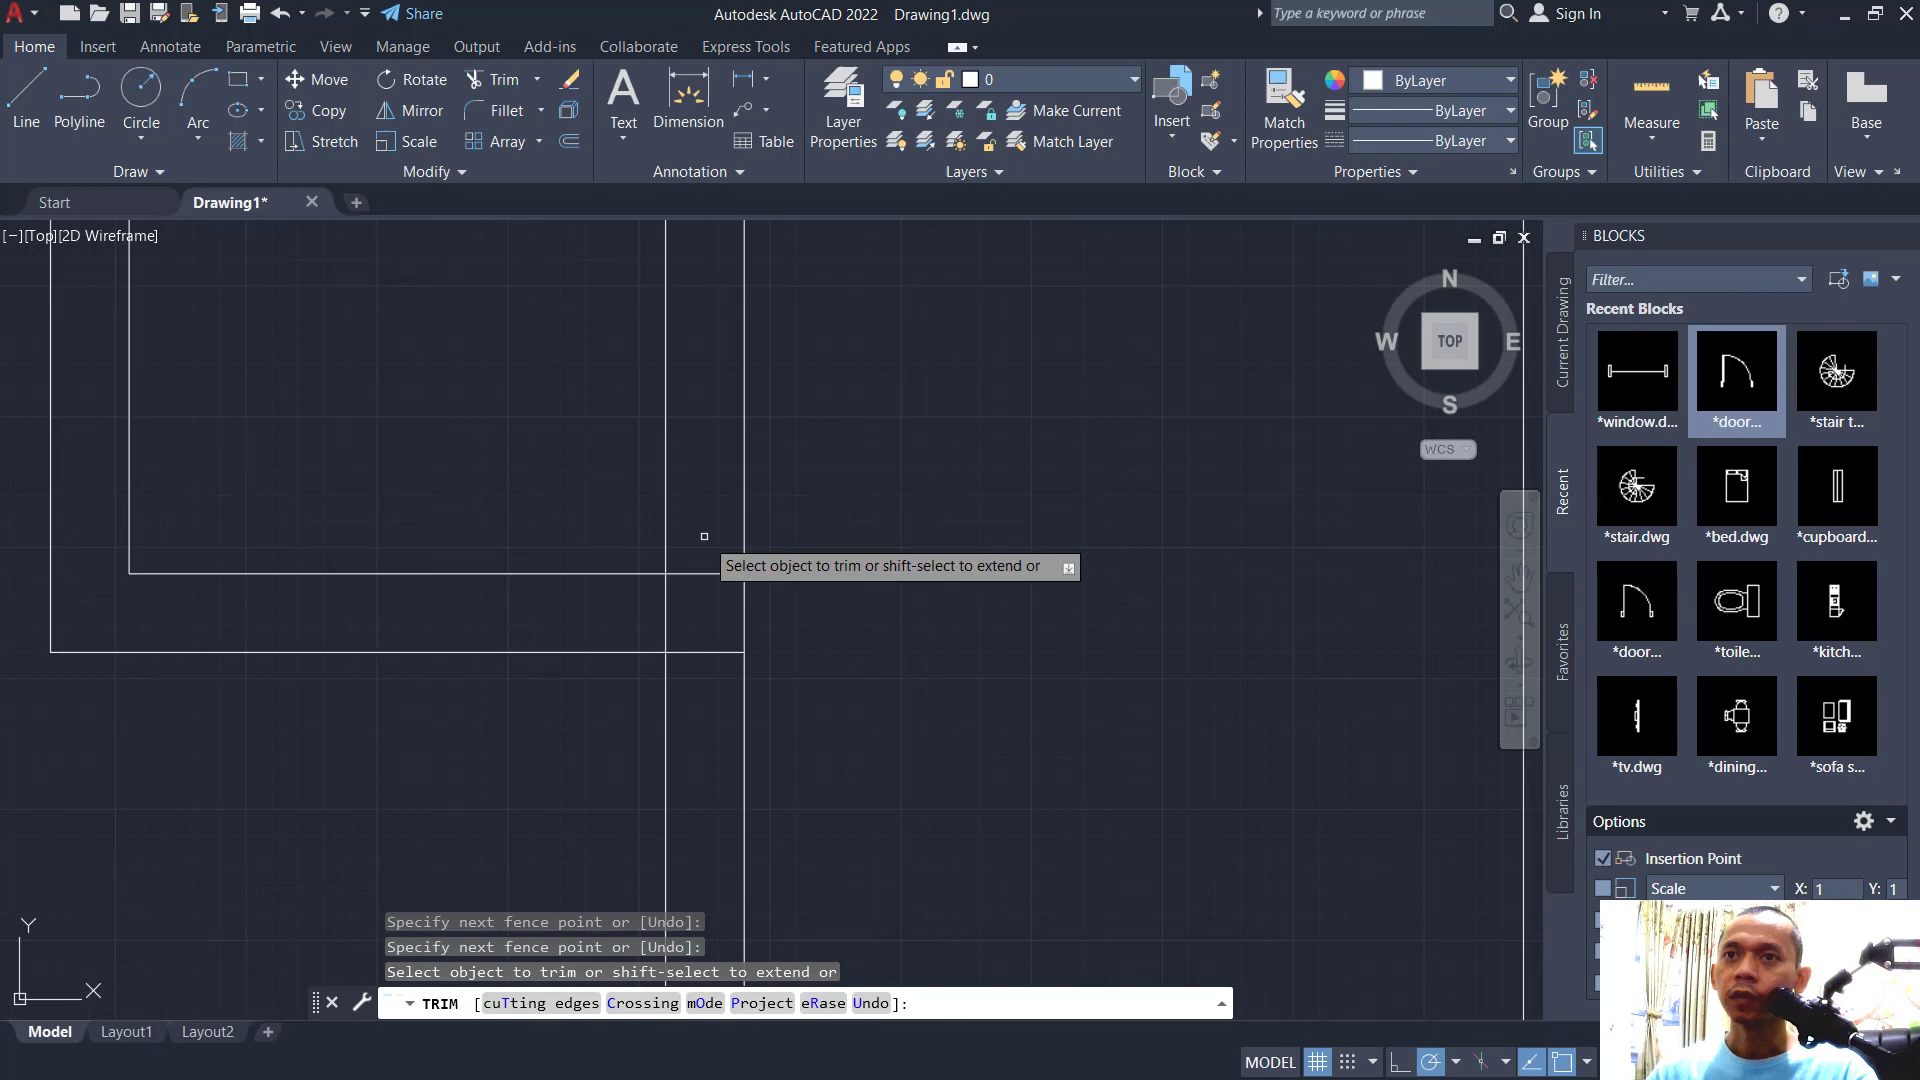 Share
Autodesk AutoCAD 2022 Drawing1.dwg
Type a keyword or phrase
Sign In
Home Insert Annotate Parametric View Manage Output Add-ins Collaborate Express Tools Featured Apps
Line Polyline Circle Arc
Move Rotate Trim
Copy Mirror Fillet
Stretch Scale Array
Text Dimension Table
Layer Properties
0
Make Current
Match Layer
Insert
Match Properties
ByLayer
ByLayer
ByLayer
Group
Measure
Paste
Base
Draw Modify Annotation Layers Block Properties Groups Utilities Clipboard View
Start Drawing1*
[−][Top][2D Wireframe]
N
W TOP E
S
WCS
Select object to trim or shift-select to extend or
Current Drawing
Recent
Favorites
Libraries
BLOCKS
Filter...
Recent Blocks
*window.d... *door... *stair t...
*stair.dwg *bed.dwg *cupboard...
*door... *toile... *kitch...
*tv.dwg *dining... *sofa s...
Options
Insertion Point
Scale X: 1 Y: 1
Y
X
Specify next fence point or [Undo]:
Specify next fence point or [Undo]:
Select object to trim or shift-select to extend or
TRIM [cuTting edges Crossing mOde Project eRase Undo]:
Model Layout1 Layout2
MODEL